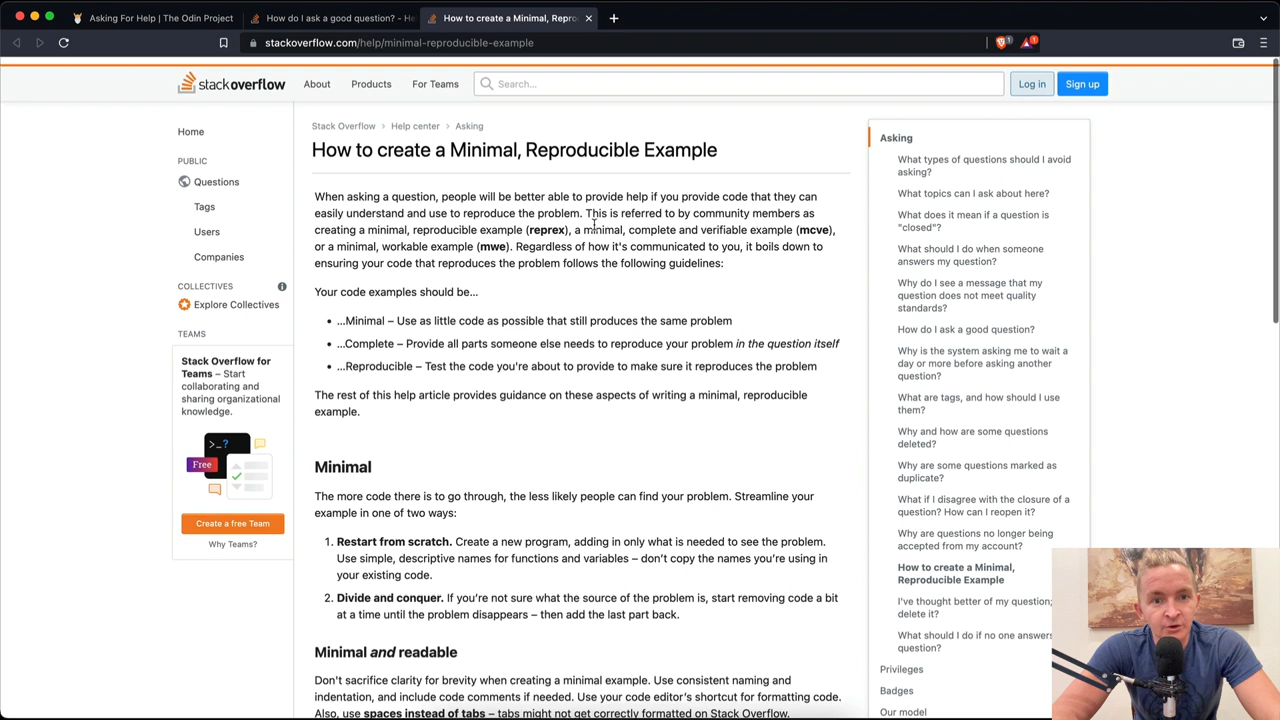 Asking For Help | The Odin Project
How do I ask a good question? - He
How to create a Minimal, Repro
stackoverflow.com/help/minimal-reproducible-example
1
1
stackoverflow
About
Products
For Teams
Search...
Log in
Sign up
Home
PUBLIC
Questions
Tags
Users
Companies
COLLECTIVES
Explore Collectives
TEAMS
Stack Overflow for
Teams – Start
collaborating and
sharing organizational
knowledge.
Free
Create a free Team
Why Teams?
Stack Overflow
Help center
Asking
How to create a Minimal, Reproducible Example
When asking a question, people will be better able to provide help if you provide code that they can
easily understand and use to reproduce the problem. This is referred to by community members as
creating a minimal, reproducible example (reprex), a minimal, complete and verifiable example (mcve),
or a minimal, workable example (mwe). Regardless of how it's communicated to you, it boils down to
ensuring your code that reproduces the problem follows the following guidelines:
Your code examples should be…
• …Minimal – Use as little code as possible that still produces the same problem
• …Complete – Provide all parts someone else needs to reproduce your problem in the question itself
• …Reproducible – Test the code you're about to provide to make sure it reproduces the problem
The rest of this help article provides guidance on these aspects of writing a minimal, reproducible
example.
Minimal
The more code there is to go through, the less likely people can find your problem. Streamline your
example in one of two ways:
1. Restart from scratch. Create a new program, adding in only what is needed to see the problem.
Use simple, descriptive names for functions and variables – don't copy the names you're using in
your existing code.
2. Divide and conquer. If you're not sure what the source of the problem is, start removing code a bit
at a time until the problem disappears – then add the last part back.
Minimal and readable
Don't sacrifice clarity for brevity when creating a minimal example. Use consistent naming and
indentation, and include code comments if needed. Use your code editor's shortcut for formatting code.
Also, use spaces instead of tabs – tabs might not get correctly formatted on Stack Overflow.
Asking
What types of questions should I avoid
asking?
What topics can I ask about here?
What does it mean if a question is
"closed"?
What should I do when someone
answers my question?
Why do I see a message that my
question does not meet quality
standards?
How do I ask a good question?
Why is the system asking me to wait a
day or more before asking another
question?
What are tags, and how should I use
them?
Why and how are some questions
deleted?
Why are some questions marked as
duplicate?
What if I disagree with the closure of a
question? How can I reopen it?
Why are questions no longer being
accepted from my account?
How to create a Minimal,
Reproducible Example
I've thought better of my question;
delete it?
What should I do if no one answers
question?
Privileges
Badges
Our model